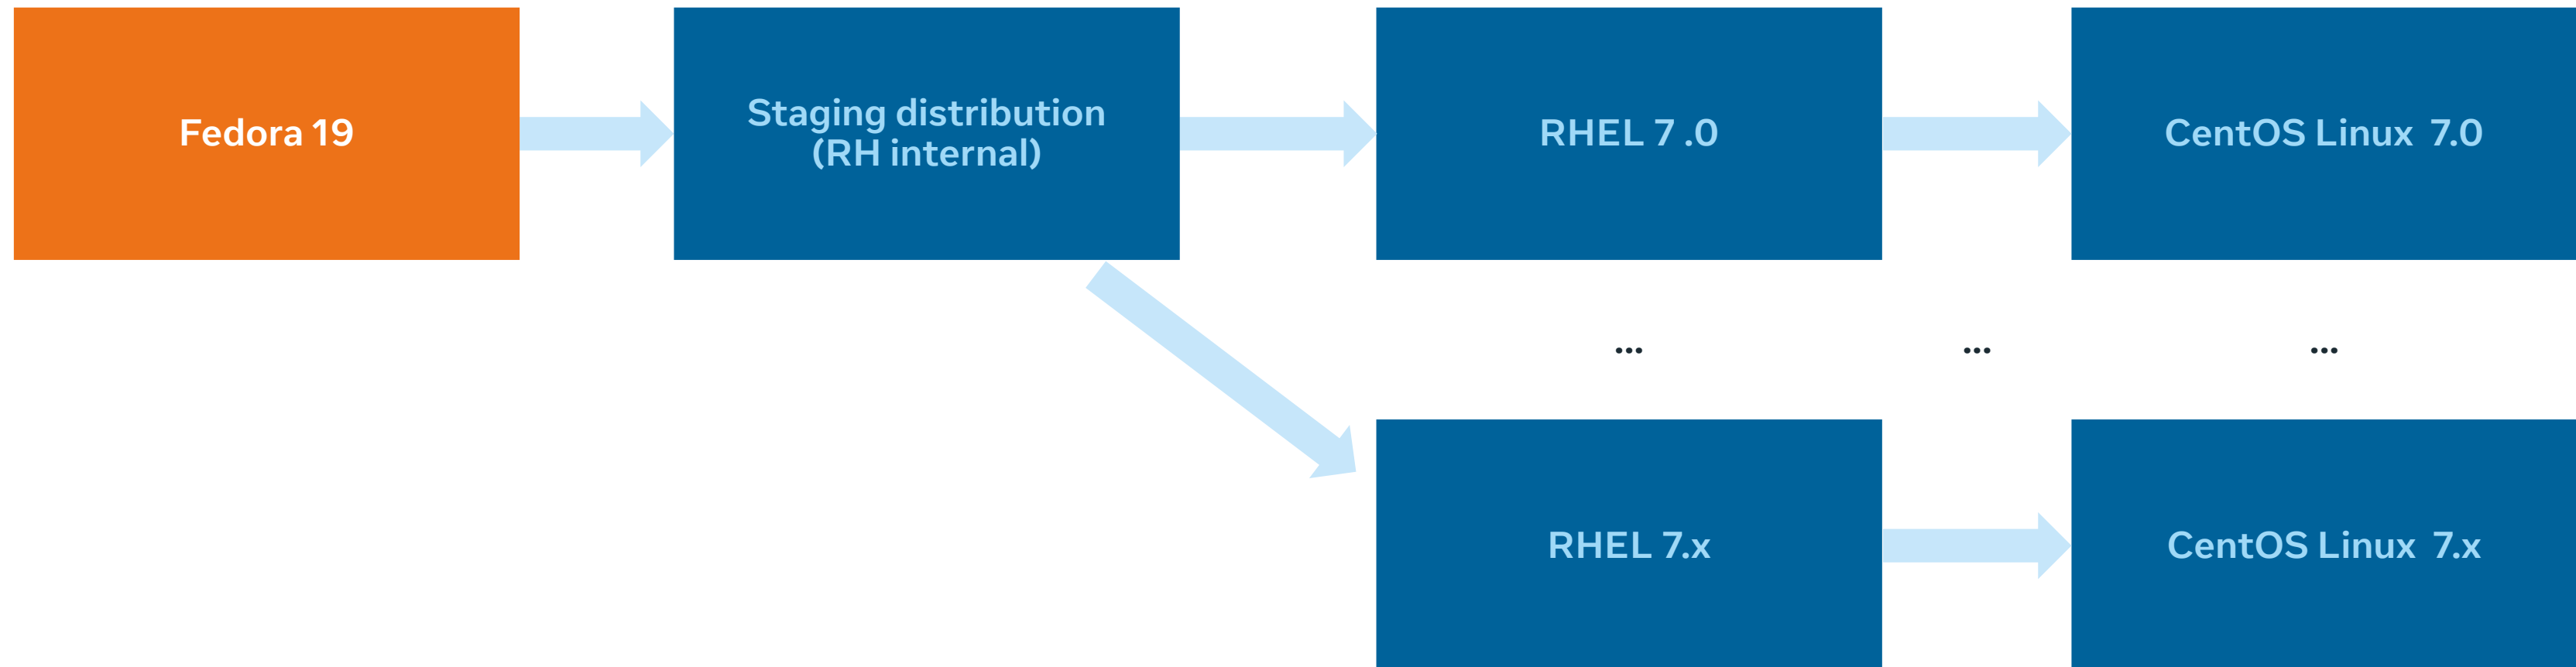 Fedora 19
Staging distribution
(RH internal)
RHEL 7 .0
CentOS Linux 7.0
...
...
...
RHEL 7.x
CentOS Linux 7.x